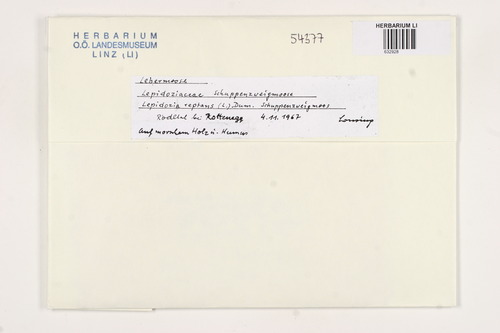 HERBARIUM
O.Ö. LANDESMUSEUM
LINZ (LI)
54377
HERBARIUM LI
Lebermoose
Lepidoziaceae Schuppenzweigmoose
Lepidozia reptans (L.) Dum. Schuppenzweigmoos
Rodltal bei Rottenegg 4.11.1967
Auf morschem Holz u. Humus